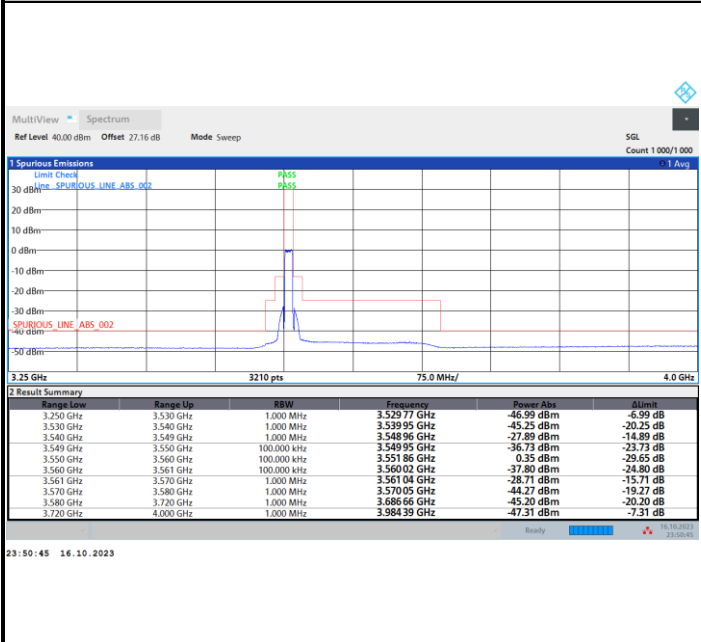 MultiView Spectrum
Ref Level 40.00 dBm Offset 27.16 dB Mode Sweep SGL
Count 1 000/1 000
1 Spurious Emissions 1 Avg
Limit Check PASS
Line SPURIOUS_LINE_ABS_002 PASS
30 dBm
20 dBm
10 dBm
0 dBm
-10 dBm
-20 dBm
-30 dBm
SPURIOUS_LINE_ABS_002
-40 dBm
-50 dBm
3.25 GHz 3210 pts 75.0 MHz/ 4.0 GHz
2 Result Summary
Range Low Range Up RBW Frequency Power Abs ΔLimit
3.250 GHz 3.530 GHz 1.000 MHz 3.529 77 GHz -46.99 dBm -6.99 dB
3.530 GHz 3.540 GHz 1.000 MHz 3.539 95 GHz -45.25 dBm -20.25 dB
3.540 GHz 3.549 GHz 1.000 MHz 3.548 96 GHz -27.89 dBm -14.89 dB
3.549 GHz 3.550 GHz 100.000 kHz 3.549 95 GHz -36.73 dBm -23.73 dB
3.550 GHz 3.560 GHz 100.000 kHz 3.551 86 GHz 0.35 dBm -29.65 dB
3.560 GHz 3.561 GHz 100.000 kHz 3.560 02 GHz -37.80 dBm -24.80 dB
3.561 GHz 3.570 GHz 1.000 MHz 3.561 04 GHz -28.71 dBm -15.71 dB
3.570 GHz 3.580 GHz 1.000 MHz 3.570 05 GHz -44.27 dBm -19.27 dB
3.580 GHz 3.720 GHz 1.000 MHz 3.686 66 GHz -45.20 dBm -20.20 dB
3.720 GHz 4.000 GHz 1.000 MHz 3.984 39 GHz -47.31 dBm -7.31 dB
Ready 16.10.2023
23:50:45
23:50:45 16.10.2023